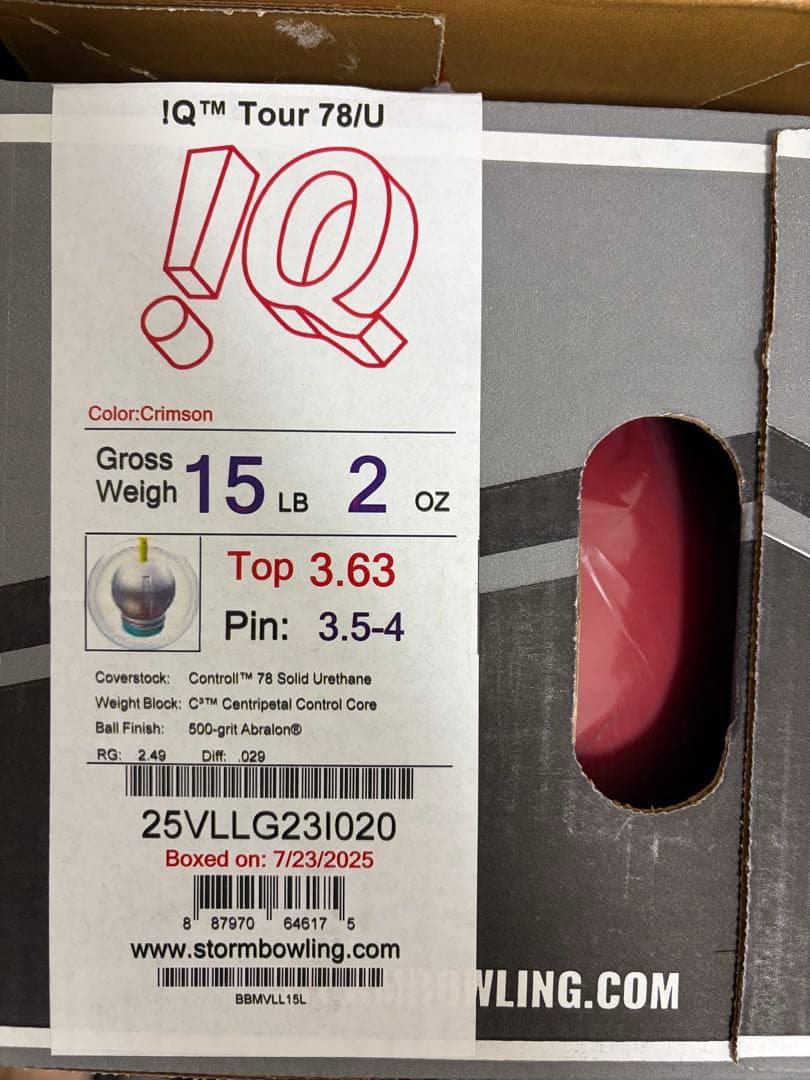 !Q™ Tour 78/U
!Q
Color:Crimson
Gross Weigh 15 LB 2 OZ
Top 3.63
Pin: 3.5-4
Coverstock: Controll™ 78 Solid Urethane
Weight Block: C³™ Centripetal Control Core
Ball Finish: 500-grit Abralon®
RG: 2.49 Diff: .029
25VLLG23I020
Boxed on: 7/23/2025
8 87970 64617 5
www.stormbowling.com
BBMVLL15L
WLING.COM